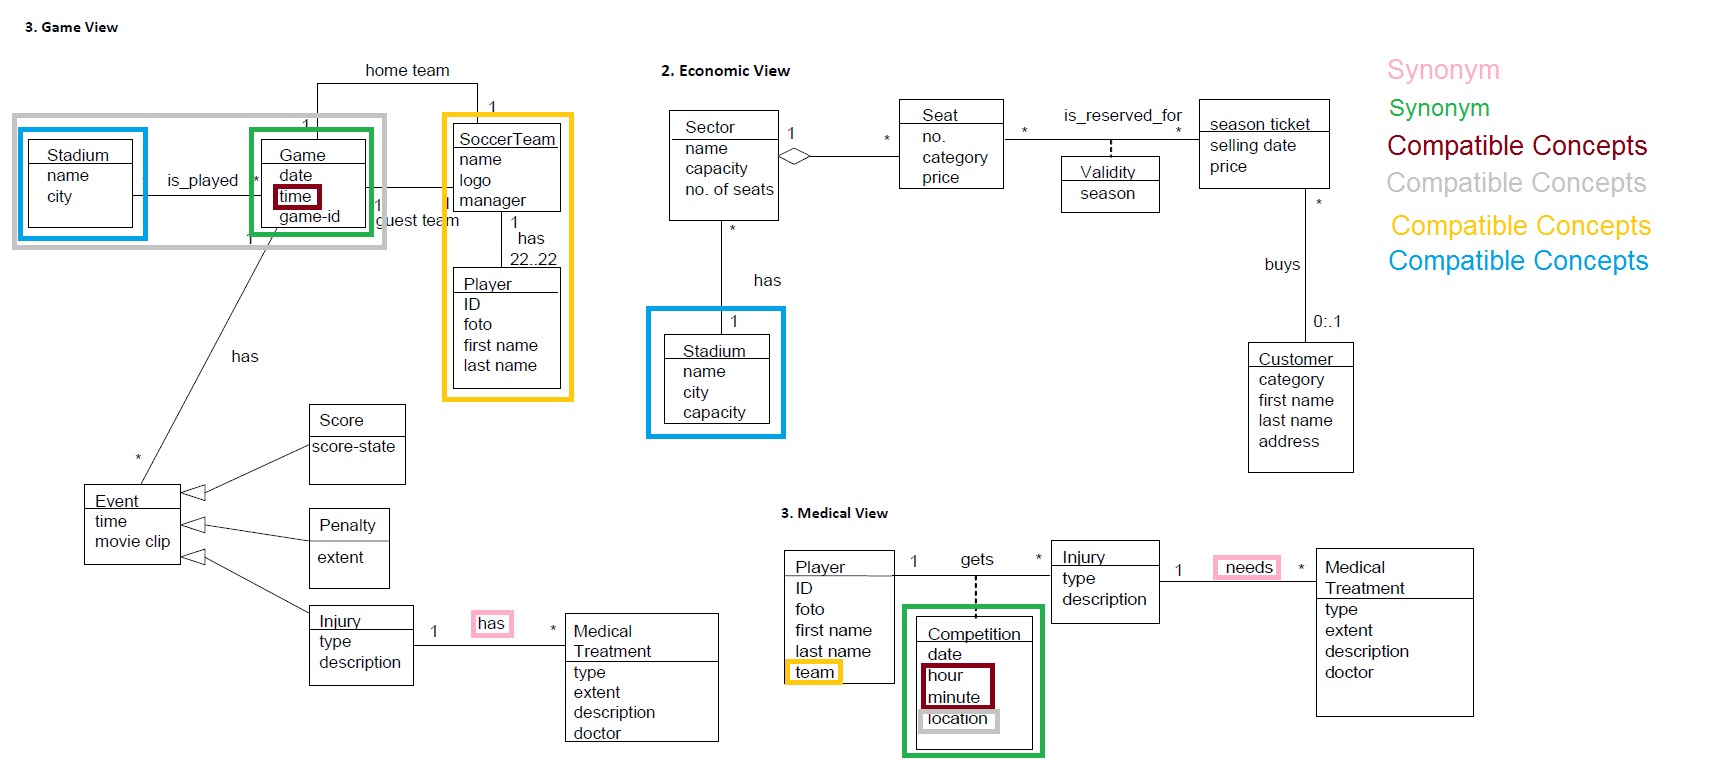 3. Game View
home team
1
1
Stadium
name
city
is_played
*
Game
date
time
game-id
1
1
1
guest team
SoccerTeam
name
logo
manager
1
has
22..22
Player
ID
foto
first name
last name
has
*
Event
time
movie clip
Score
score-state
Penalty
extent
Injury
type
description
1
has
*
Medical
Treatment
type
extent
description
doctor
2. Economic View
Sector
name
capacity
no. of seats
1
*
Seat
no.
category
price
*
is_reserved_for
*
Validity
season
season ticket
selling date
price
*
buys
0:.1
Customer
category
first name
last name
address
*
has
1
Stadium
name
city
capacity
3. Medical View
Player
ID
foto
first name
last name
team
1
gets
*
Competition
date
hour
minute
location
Injury
type
description
1
needs
*
Medical
Treatment
type
extent
description
doctor
Synonym
Synonym
Compatible Concepts
Compatible Concepts
Compatible Concepts
Compatible Concepts